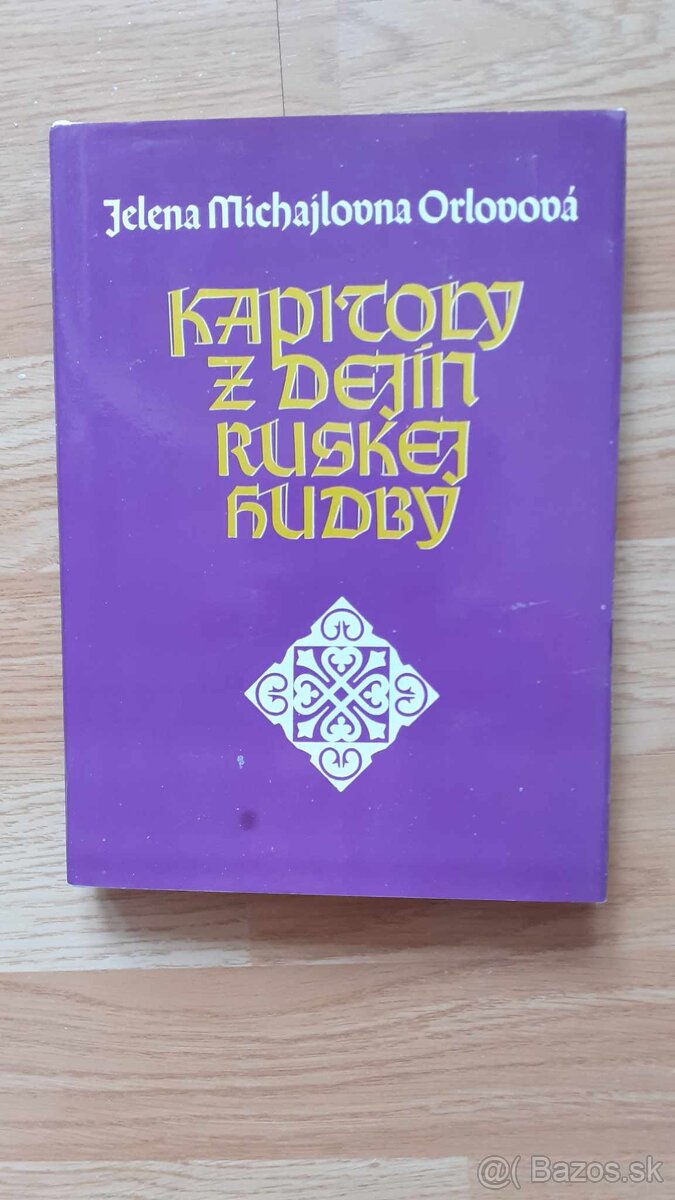 Jelena Michajlovna Orlovová
KAPITOLY
Z DEJÍN
RUSKEJ
HUDBY
@( Bazos.sk